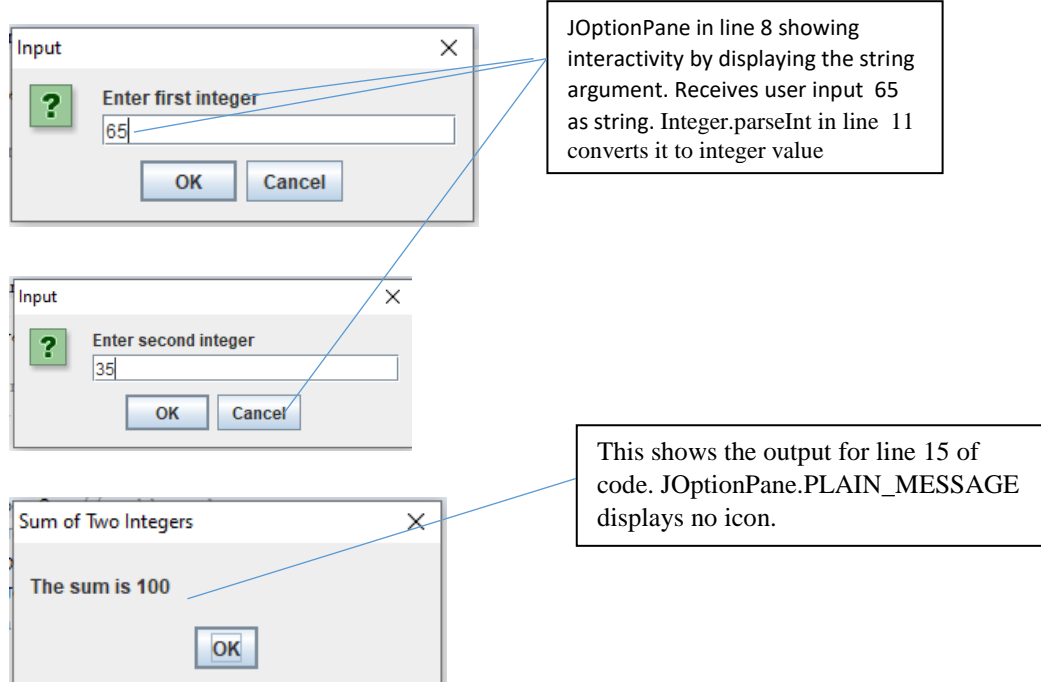 Input
Enter first integer
65
OK Cancel
JOptionPane in line 8 showing
interactivity by displaying the string
argument. Receives user input 65
as string. Integer.parseInt in line 11
converts it to integer value
Input
Enter second integer
35
OK Cancel
This shows the output for line 15 of
code. JOptionPane.PLAIN_MESSAGE
displays no icon.
Sum of Two Integers
The sum is 100
OK